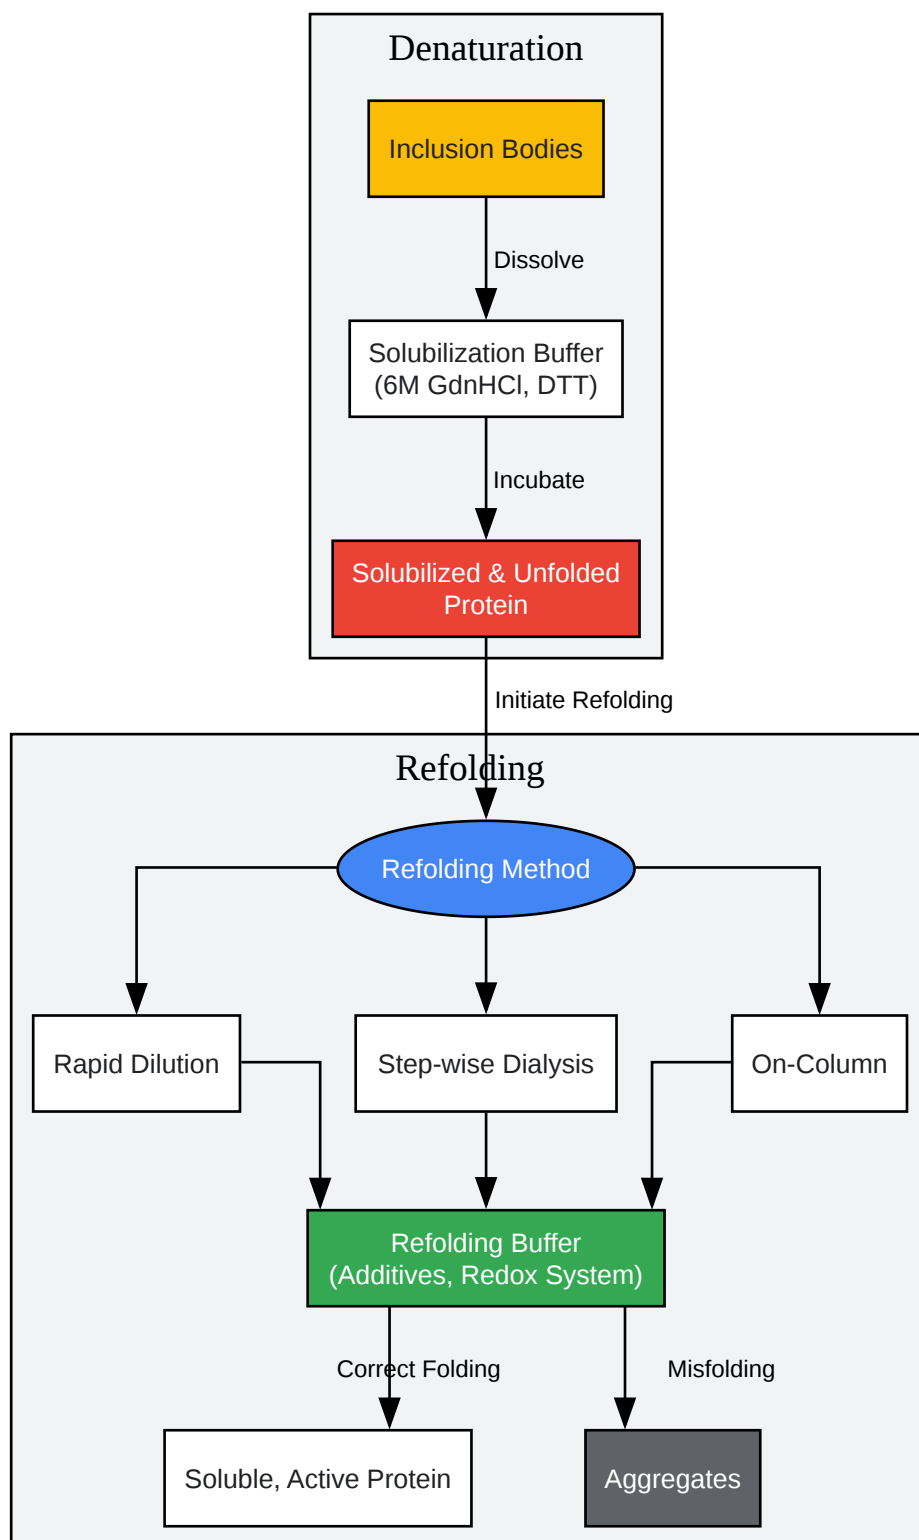 Denaturation
Inclusion Bodies
Dissolve
Solubilization Buffer
(6M GdnHCl, DTT)
Incubate
Solubilized & Unfolded
Protein
Initiate Refolding
Refolding
Refolding Method
Rapid Dilution
Step-wise Dialysis
On-Column
Refolding Buffer
(Additives, Redox System)
Correct Folding
Misfolding
Soluble, Active Protein
Aggregates